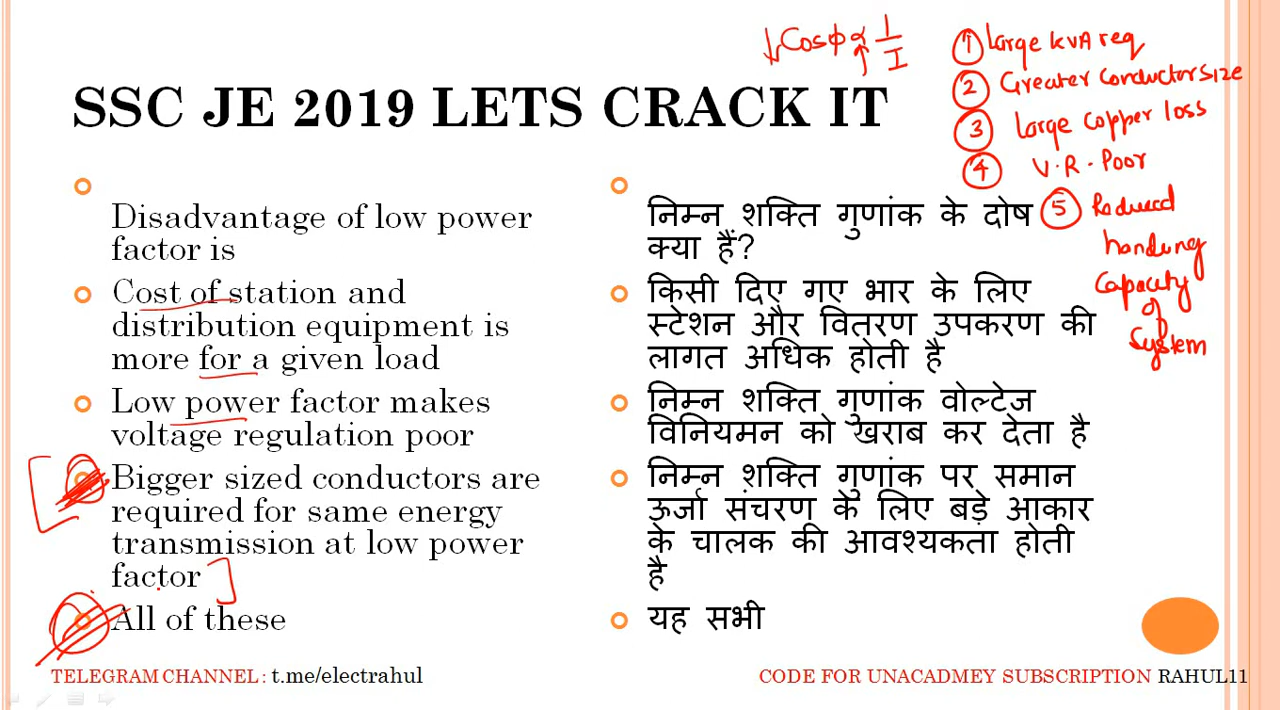 ↓Cosφ ∝ 1/I ↑
① Large kVA req
② Greater conductor size
③ Large copper loss
④ V.R. Poor
⑤ Reduced
handling
Capacity
of
System
SSC JE 2019 LETS CRACK IT
Disadvantage of low power
factor is
Cost of station and
distribution equipment is
more for a given load
Low power factor makes
voltage regulation poor
Bigger sized conductors are
required for same energy
transmission at low power
factor
All of these
निम्न शक्ति गुणांक के दोष
क्या हैं?
किसी दिए गए भार के लिए
स्टेशन और वितरण उपकरण की
लागत अधिक होती है
निम्न शक्ति गुणांक वोल्टेज
विनियमन को खराब कर देता है
निम्न शक्ति गुणांक पर समान
ऊर्जा संचरण के लिए बड़े आकार
के चालक की आवश्यकता होती
है
यह सभी
TELEGRAM CHANNEL: t.me/electrahul
CODE FOR UNACADMEY SUBSCRIPTION RAHUL11